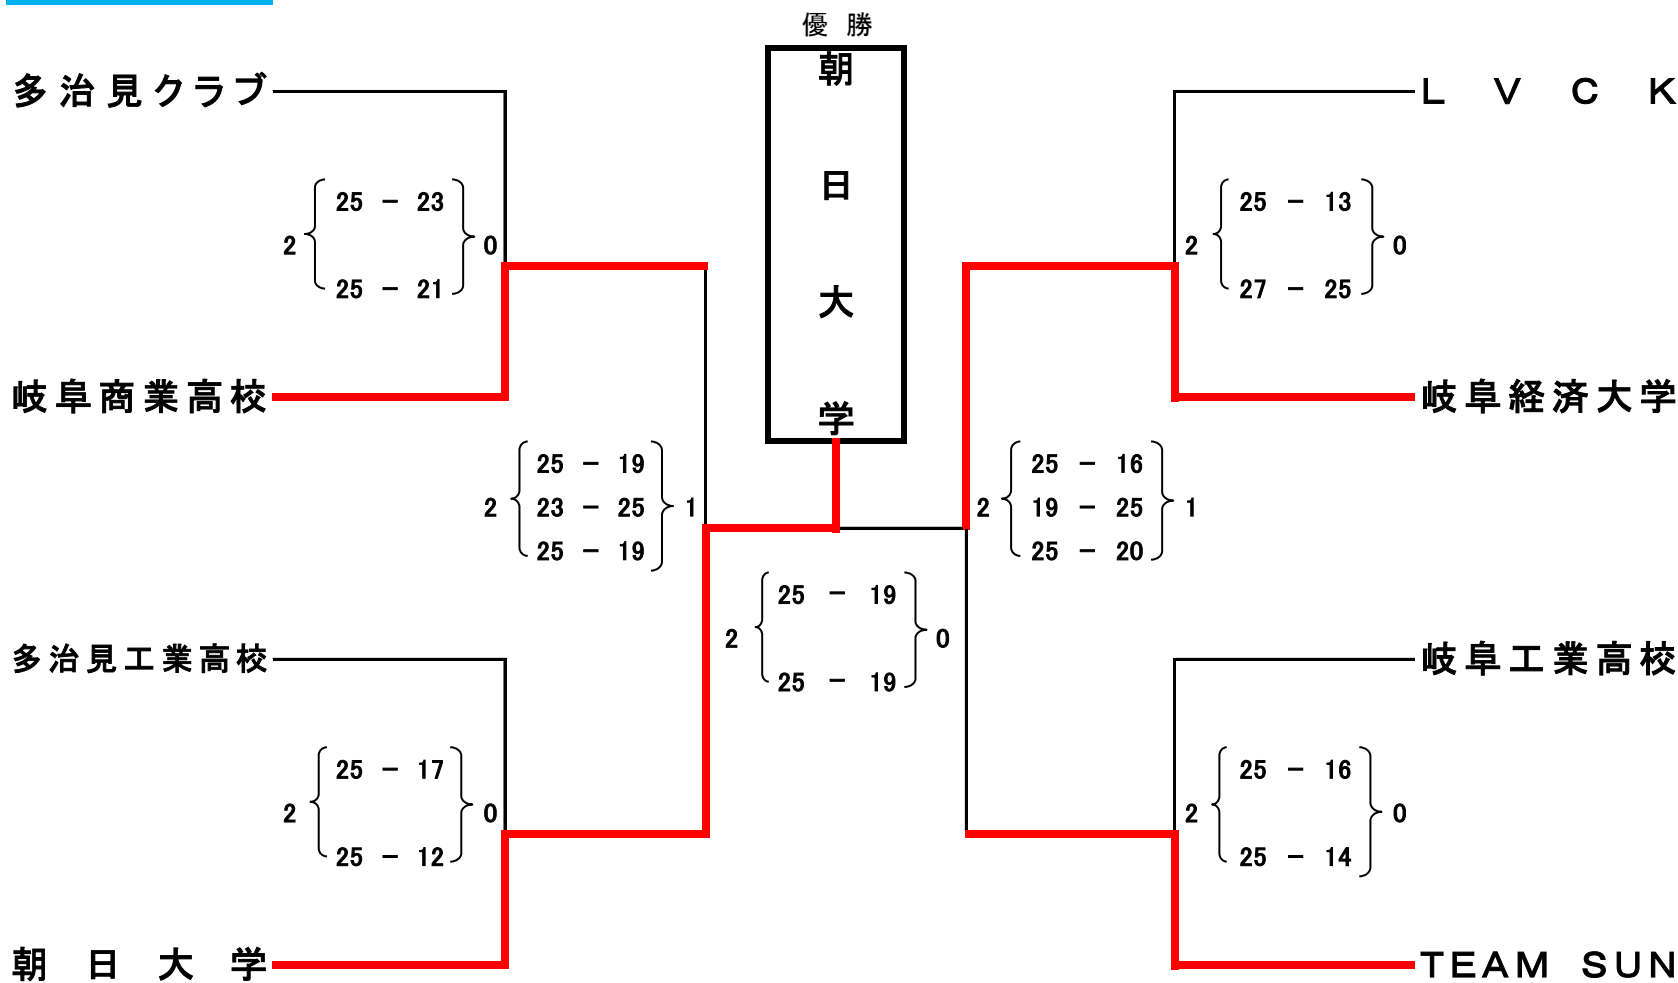 優 勝
朝日大学
多治見クラブ
25 － 23
2 0
25 － 21
岐阜商業高校
25 － 19
2 23 － 25 1
25 － 19
多治見工業高校
25 － 17
2 0
25 － 12
朝日大学
25 － 19
2 0
25 － 19
L V C K
25 － 13
2 0
27 － 25
岐阜経済大学
25 － 16
2 19 － 25 1
25 － 20
岐阜工業高校
25 － 16
2 0
25 － 14
TEAM SUN